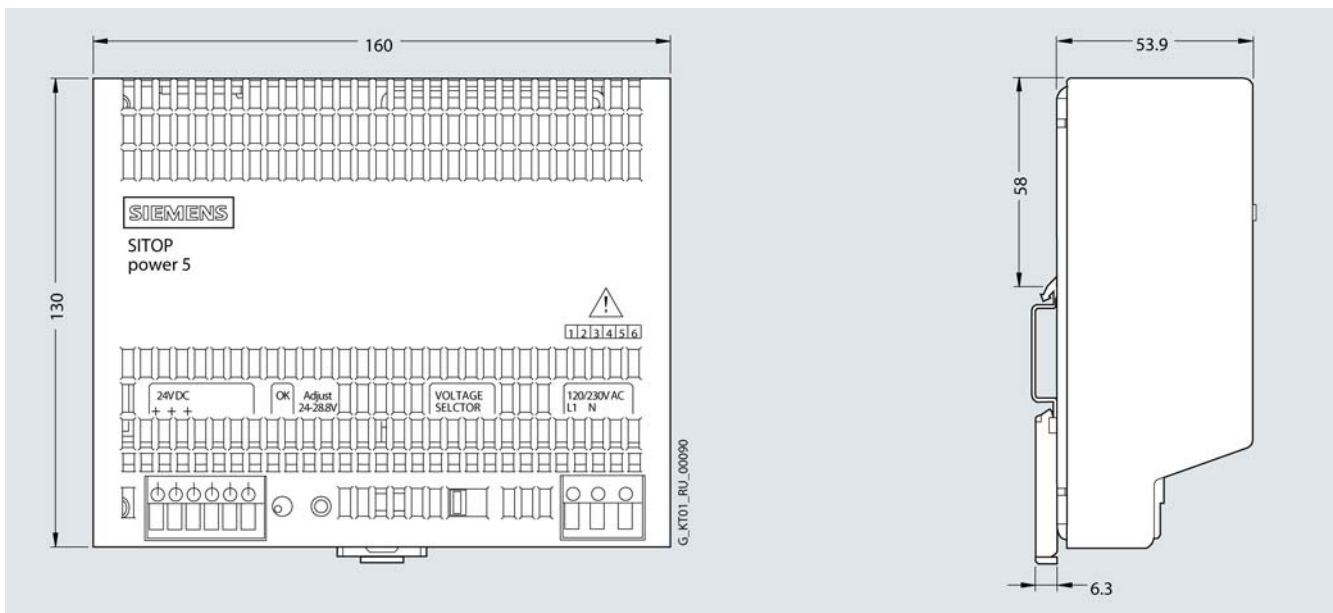 160
53.9
58
130
SIEMENS
SITOP
power 5
1 2 3 4 5 6
24V DC
+ + +
OK
Adjust
24-28.8V
VOLTAGE
SELCTOR
120/230V AC
L1 N
G_KT01_RU_00090
6.3